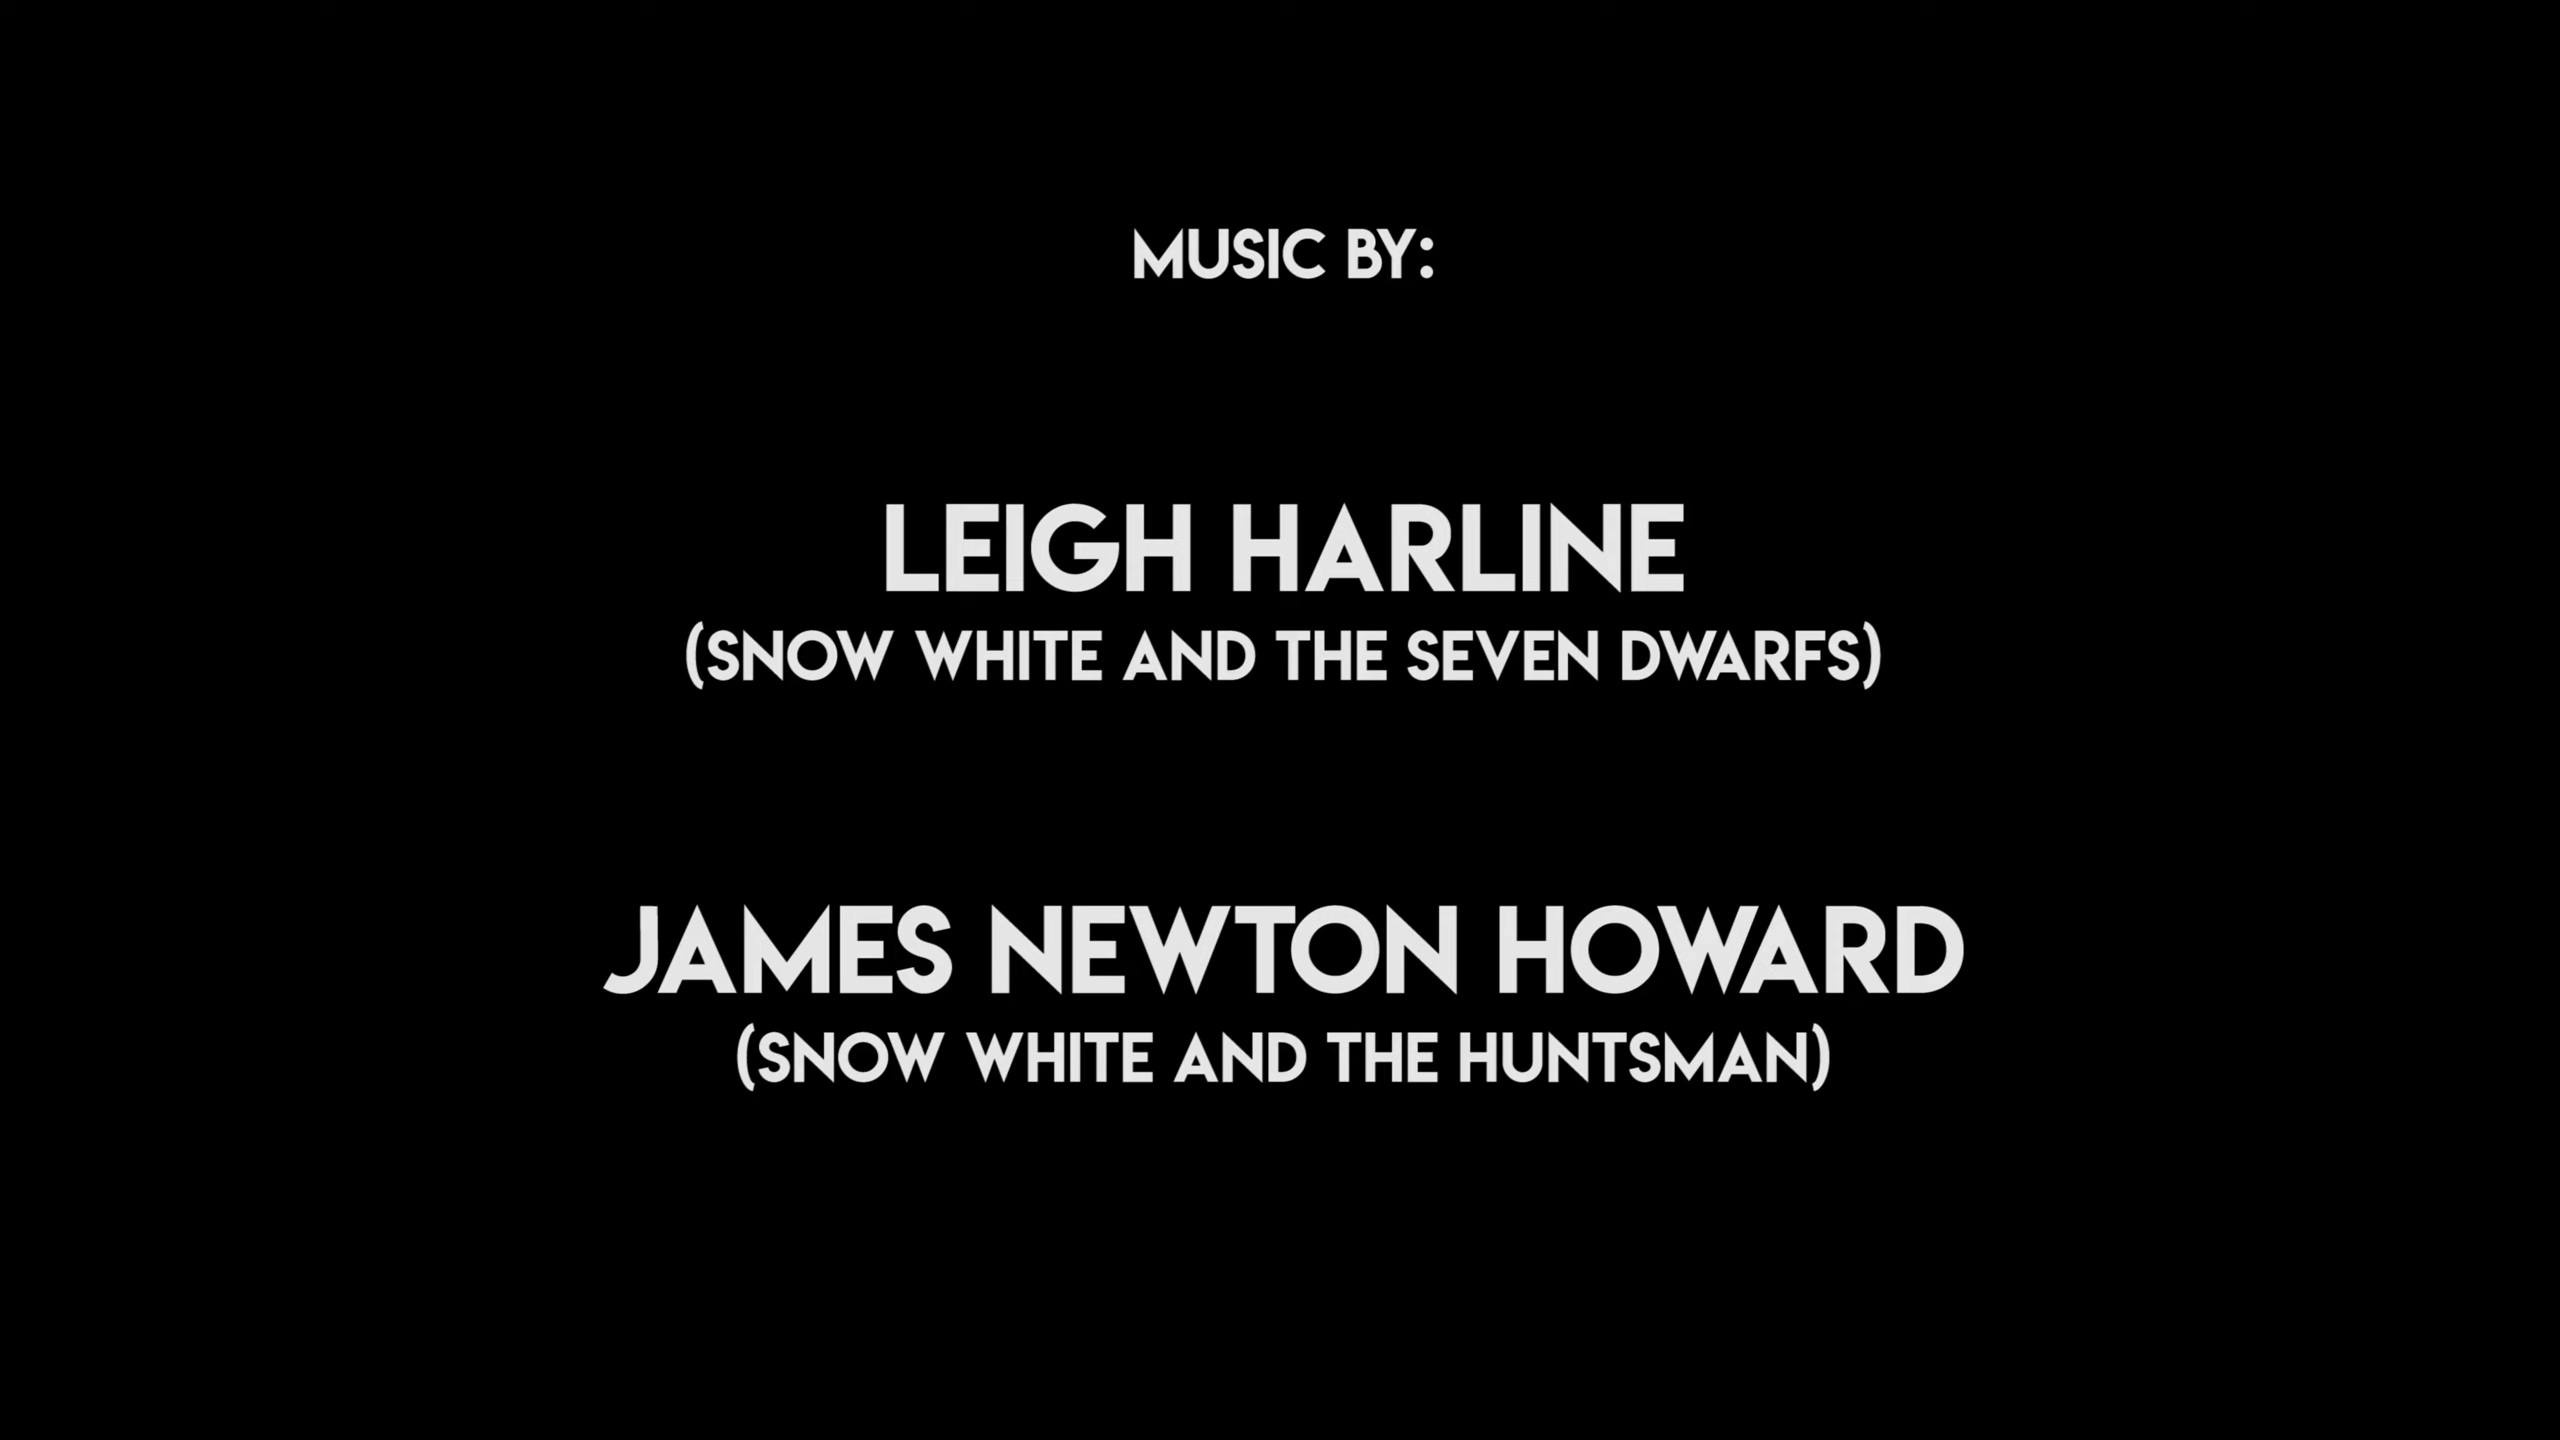 MUSIC BY:
LEIGH HARLINE
(SNOW WHITE AND THE SEVEN DWARFS)
JAMES NEWTON HOWARD
(SNOW WHITE AND THE HUNTSMAN)